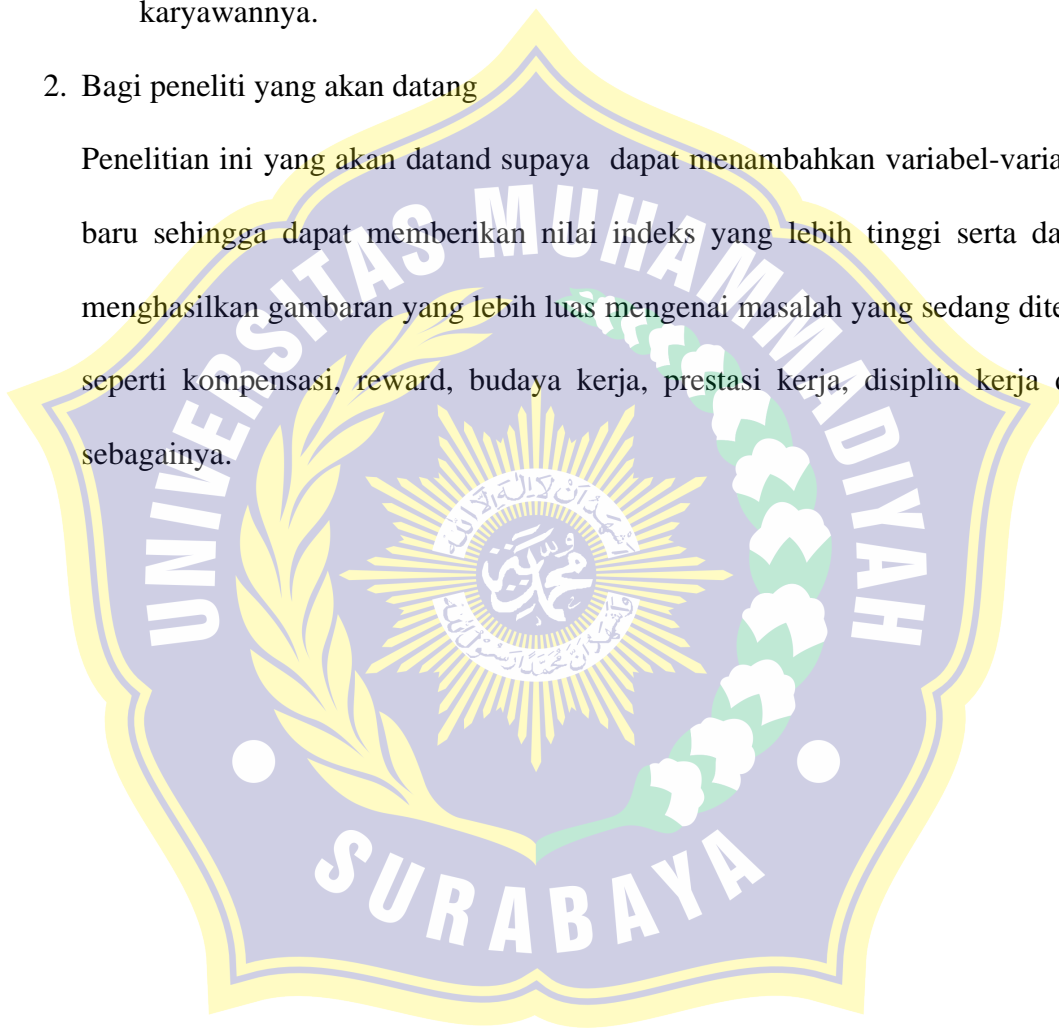 karyawannya.
2. Bagi peneliti yang akan datang
Penelitian ini yang akan datand supaya dapat menambahkan variabel-varia
baru sehingga dapat memberikan nilai indeks yang lebih tinggi serta da
menghasilkan gambaran yang lebih luas mengenai masalah yang sedang dite
seperti kompensasi, reward, budaya kerja, prestasi kerja, disiplin kerja
sebagainya.
UNIVERSITAS MUHAMMADIYAH
SURABAYA